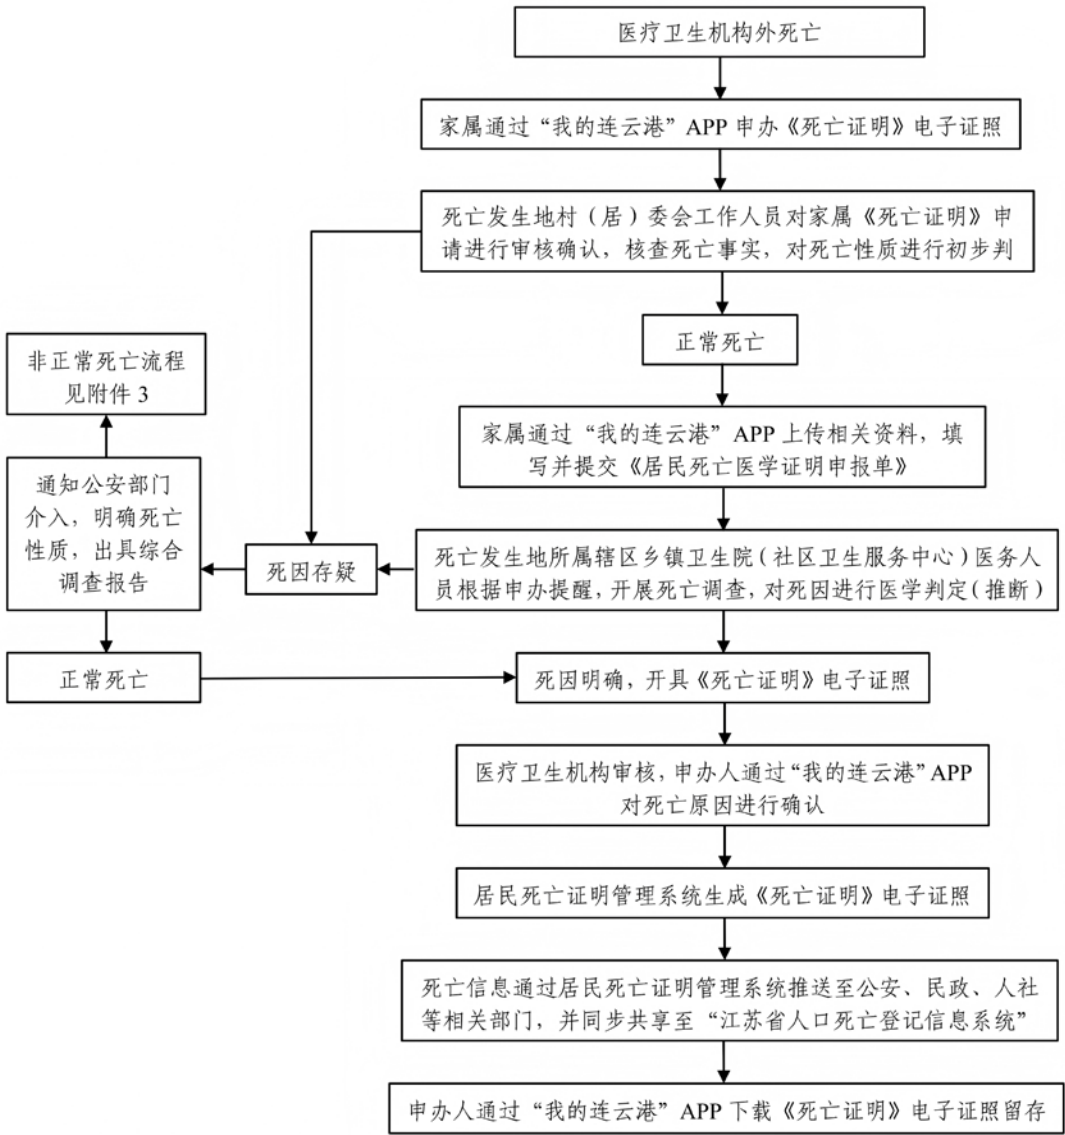 医疗卫生机构外死亡
家属通过“我的连云港”APP 申办《死亡证明》电子证照
死亡发生地村（居）委会工作人员对家属《死亡证明》申
请进行审核确认，核查死亡事实，对死亡性质进行初步判
正常死亡
非正常死亡流程
见附件 3
家属通过“我的连云港”APP 上传相关资料，填
写并提交《居民死亡医学证明申报单》
通知公安部门
介入，明确死亡
性质，出具综合
调查报告
死因存疑
死亡发生地所属辖区乡镇卫生院（社区卫生服务中心）医务人
员根据申办提醒，开展死亡调查，对死因进行医学判定（推断）
正常死亡
死因明确，开具《死亡证明》电子证照
医疗卫生机构审核，申办人通过“我的连云港”APP
对死亡原因进行确认
居民死亡证明管理系统生成《死亡证明》电子证照
死亡信息通过居民死亡证明管理系统推送至公安、民政、人社
等相关部门，并同步共享至“江苏省人口死亡登记信息系统”
申办人通过“我的连云港”APP 下载《死亡证明》电子证照留存